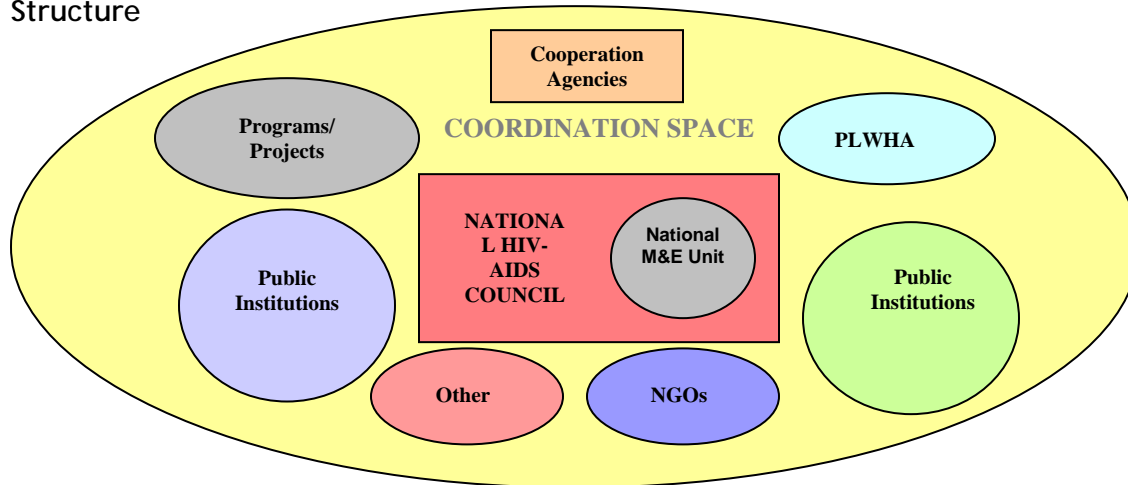 Structure
Cooperation
Agencies
Programs/
Projects
COORDINATION SPACE
PLWHA
NATIONA
L HIV-
AIDS
COUNCIL
National
M&E Unit
Public
Institutions
Public
Institutions
Other
NGOs